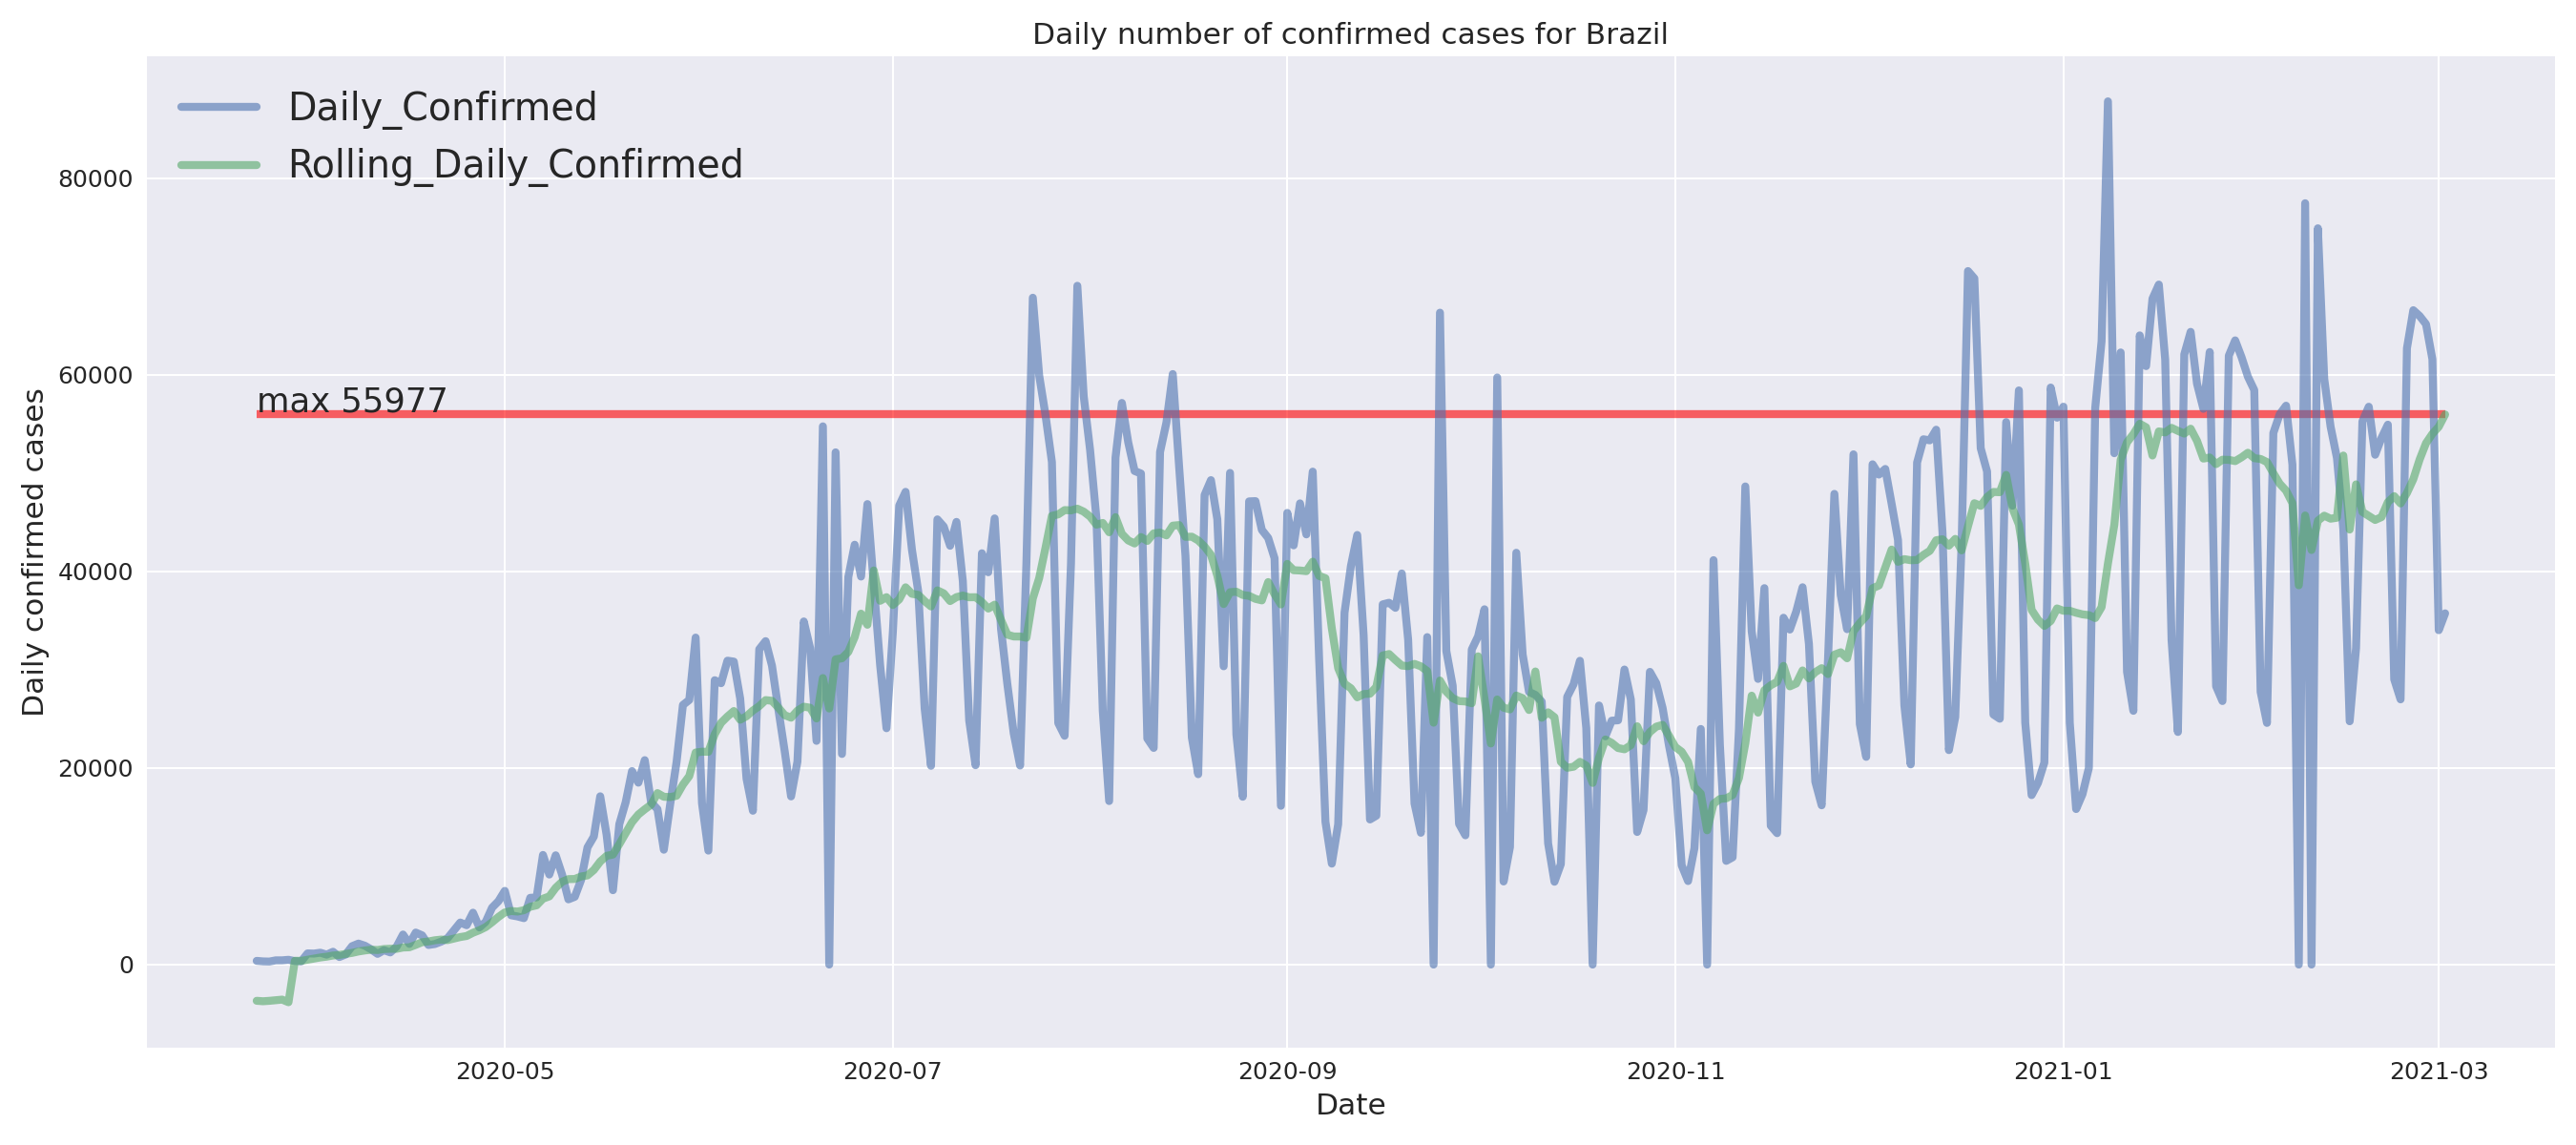 Daily number of confirmed cases for Brazil
Daily_Confirmed
Rolling_Daily_Confirmed
80000
60000
max 55977
40000
20000
0
Daily confirmed cases
2020-05 2020-07 2020-09 2020-11 2021-01 2021-03
Date